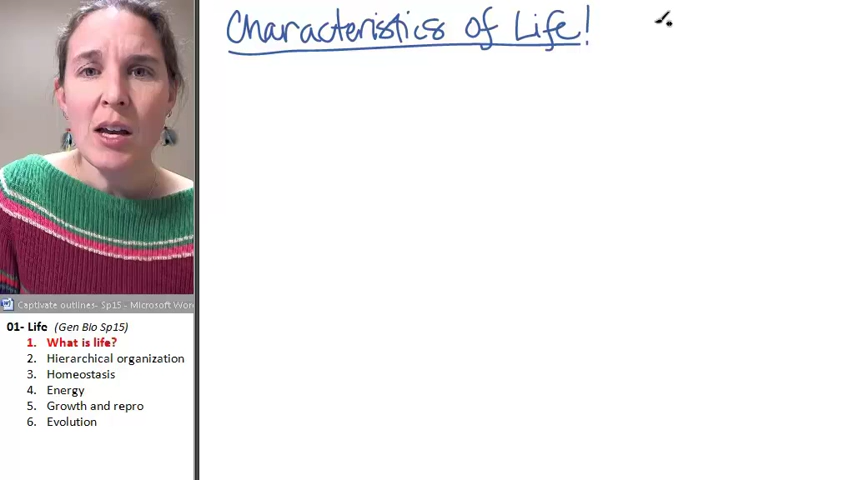 Characteristics of Life!
Captivate outlines- Sp15 - Microsoft Wor
01- Life (Gen Bio Sp15)
1. What is life?
2. Hierarchical organization
3. Homeostasis
4. Energy
5. Growth and repro
6. Evolution